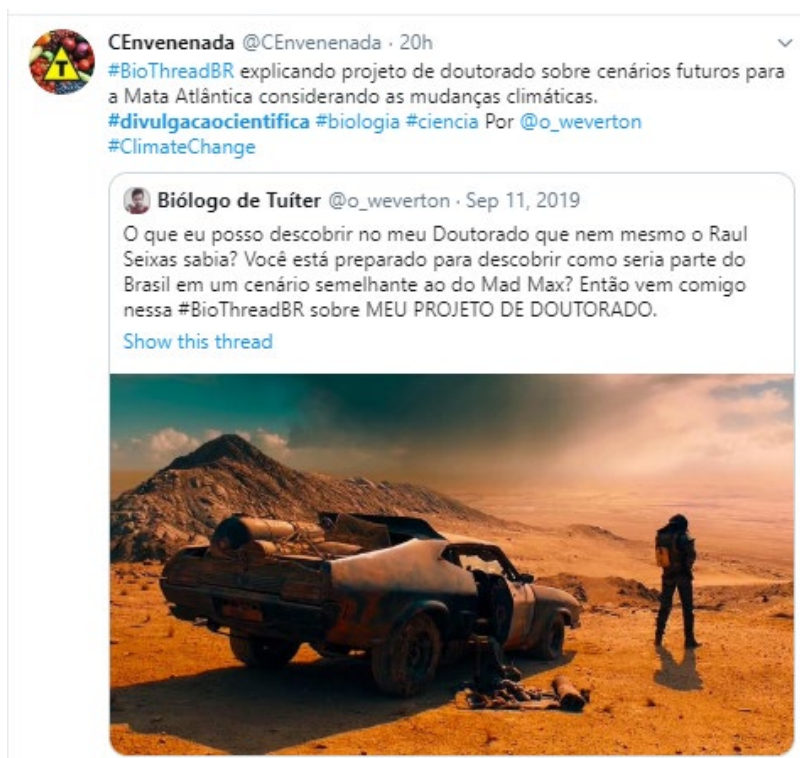 CEnvenenada @CEnvenenada · 20h
#BioThreadBR explicando projeto de doutorado sobre cenários futuros para
a Mata Atlântica considerando as mudanças climáticas.
#divulgacaocientifica #biologia #ciencia Por @o_weverton
#ClimateChange
T
Biólogo de Tuíter @o_weverton · Sep 11, 2019
O que eu posso descobrir no meu Doutorado que nem mesmo o Raul
Seixas sabia? Você está preparado para descobrir como seria parte do
Brasil em um cenário semelhante ao do Mad Max? Então vem comigo
nessa #BioThreadBR sobre MEU PROJETO DE DOUTORADO.
Show this thread